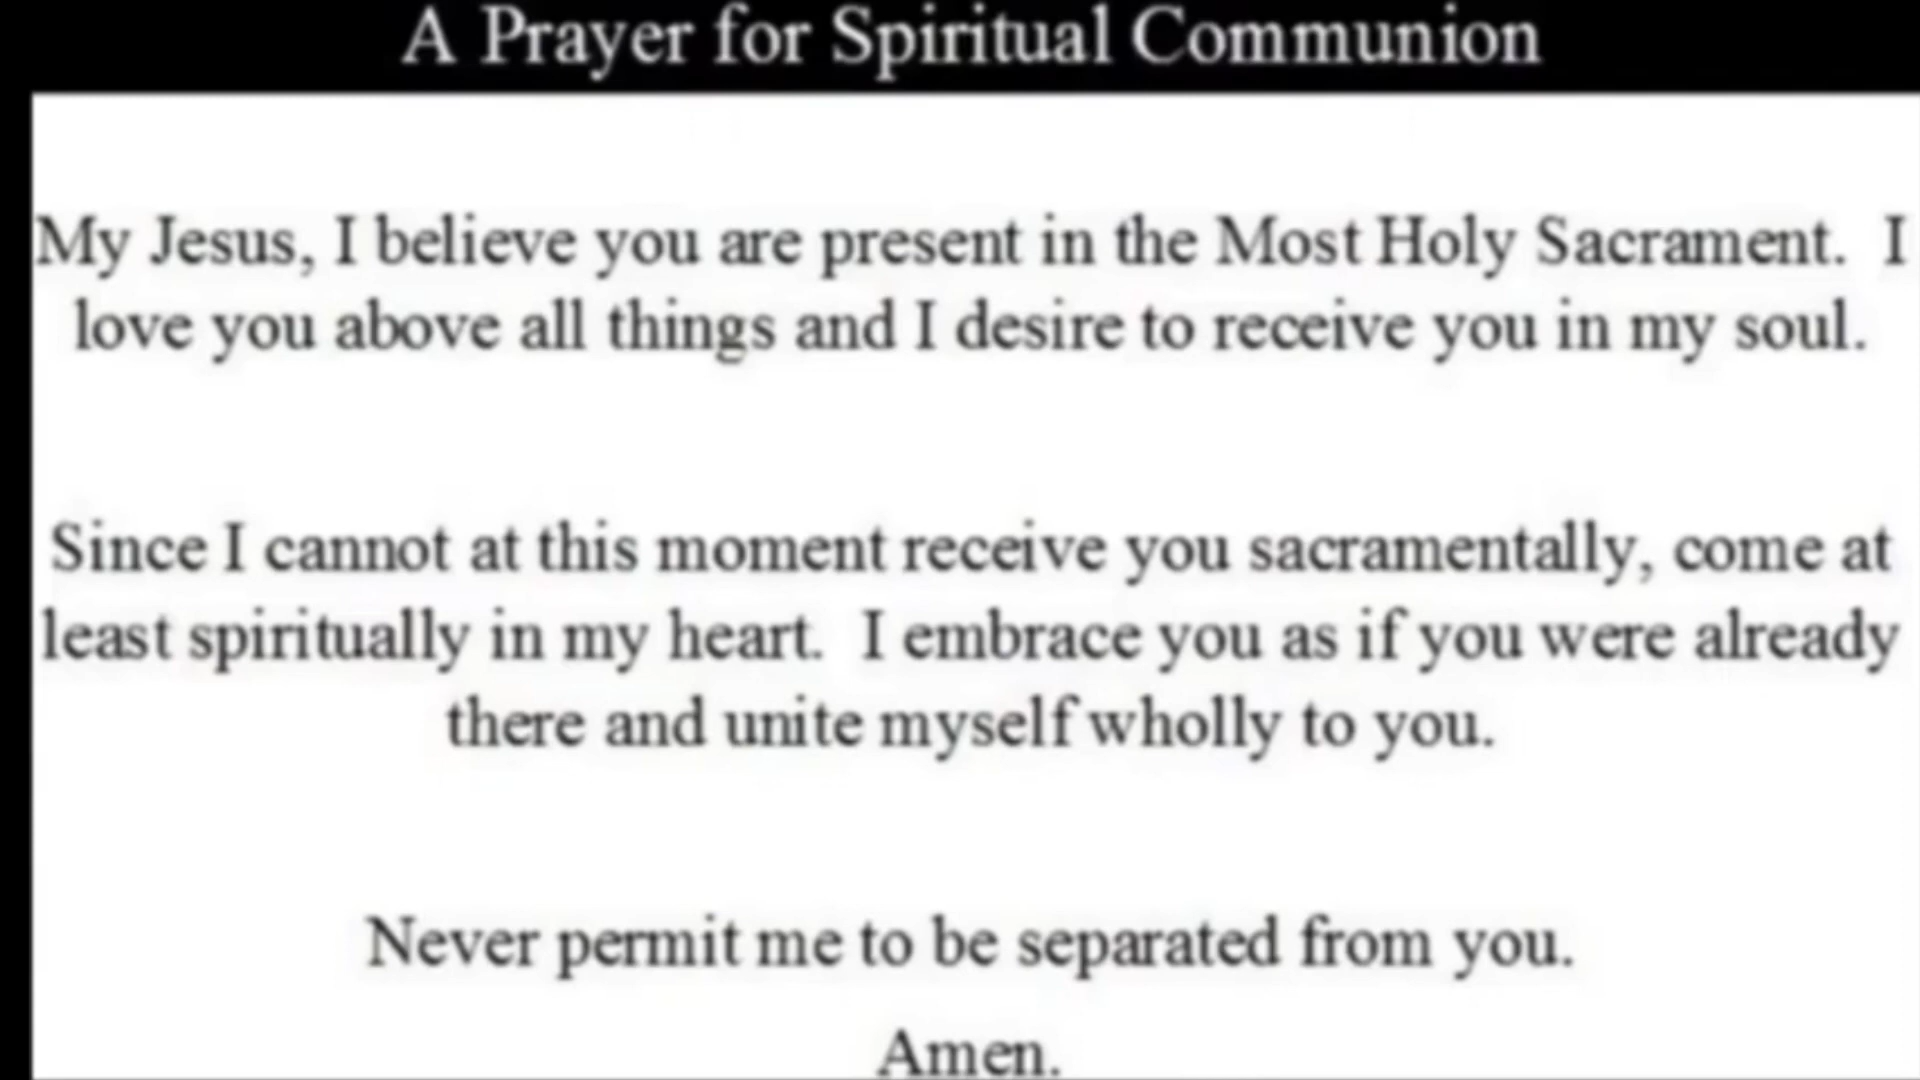 A Prayer for Spiritual Communion
My Jesus, I believe you are present in the Most Holy Sacrament.  I
love you above all things and I desire to receive you in my soul.
Since I cannot at this moment receive you sacramentally, come at
least spiritually in my heart.  I embrace you as if you were already
there and unite myself wholly to you.
Never permit me to be separated from you.
Amen.